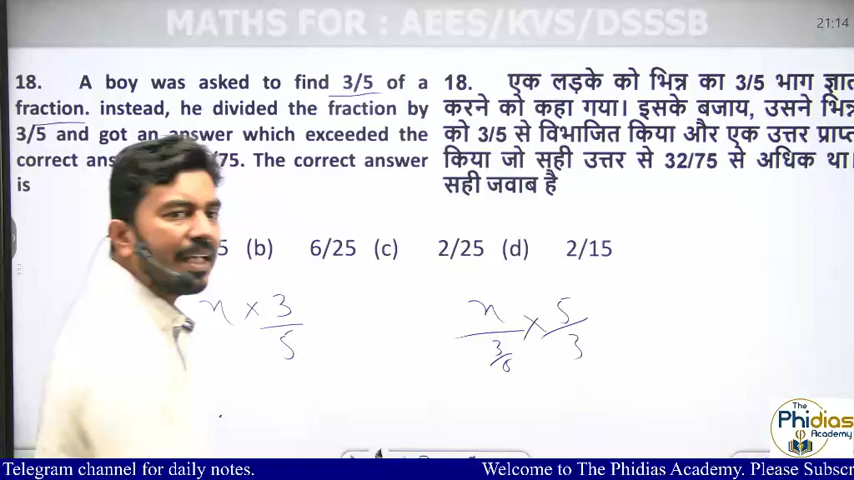 MATHS FOR : AEES/KVS/DSSSB
21:14
18. A boy was asked to find 3/5 of a
fraction. instead, he divided the fraction by
3/5 and got an answer which exceeded the
correct /75. The correct answer
is
(b) 6/25 (c) 2/25 (d) 2/15
18. एक लड़के को भिन्न का 3/5 भाग ज्ञात
करने को कहा गया। इसके बजाय, उसने भिन्न
को 3/5 से विभाजित किया और एक उत्तर प्राप्त
किया जो सही उत्तर से 32/75 से अधिक था।
सही जवाब है
x × 3/5
x × 5/3
The
Phidias
Academy
Telegram channel for daily notes.
Welcome to The Phidias Academy. Please Subscr